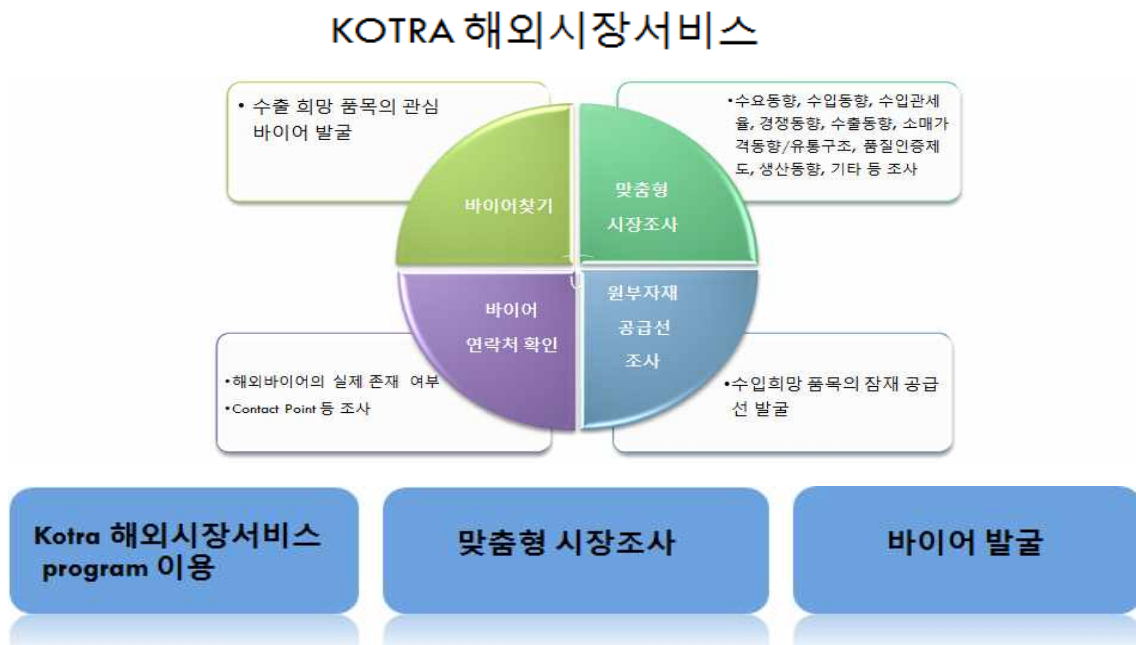 KOTRA 해외시장서비스
• 수출 희망 품목의 관심
바이어 발굴
•수요동향, 수입동향, 수입관세
율, 경쟁동향, 수출동향, 소매가
격동향/유통구조, 품질인증제
도, 생산동향, 기타 등 조사
바이어찾기
맞춤형
시장조사
바이어
연락처 확인
원부자재
공급선
조사
•해외바이어의 실제 존재 여부
•Contact Point 등 조사
•수입희망 품목의 잠재 공급
선 발굴
Kotra 해외시장서비스
program 이용
맞춤형 시장조사
바이어 발굴